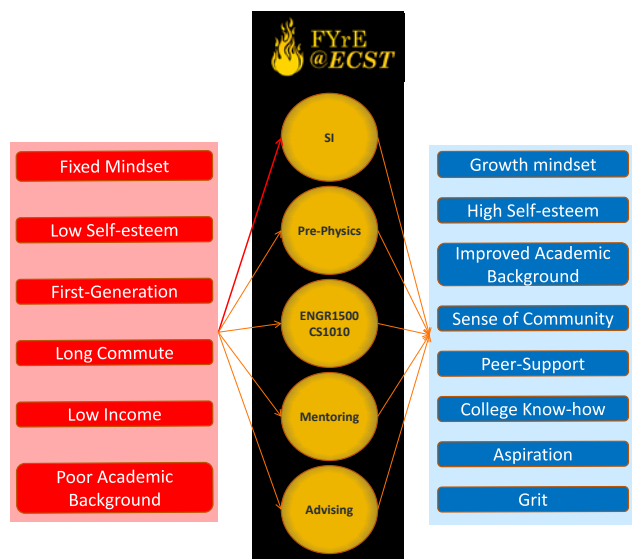 FYrE
@ECST
Fixed Mindset
Low Self-esteem
First-Generation
Long Commute
Low Income
Poor Academic
Background
SI
Pre-Physics
ENGR1500
CS1010
Mentoring
Advising
Growth mindset
High Self-esteem
Improved Academic
Background
Sense of Community
Peer-Support
College Know-how
Aspiration
Grit